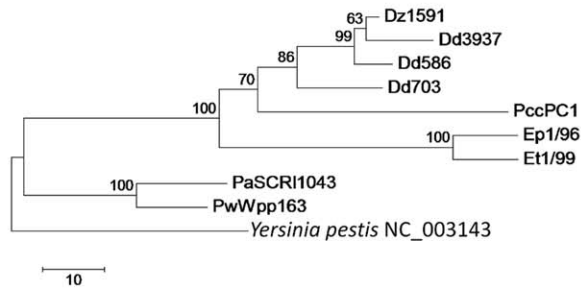 63 Dz1591
99 Dd3937
86 Dd586
70 Dd703
100 PccPC1
100 Ep1/96
Et1/99
100 PaSCRI1043
PwWpp163
Yersinia pestis NC_003143
10